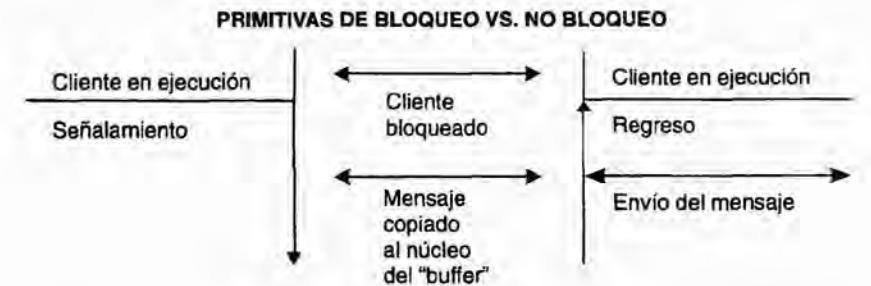 PRIMITIVAS DE BLOQUEO VS. NO BLOQUEO
Cliente en ejecución
Señalamiento
Cliente
bloqueado
Mensaje
copiado
al núcleo
del "buffer"
Cliente en ejecución
Regreso
Envío del mensaje